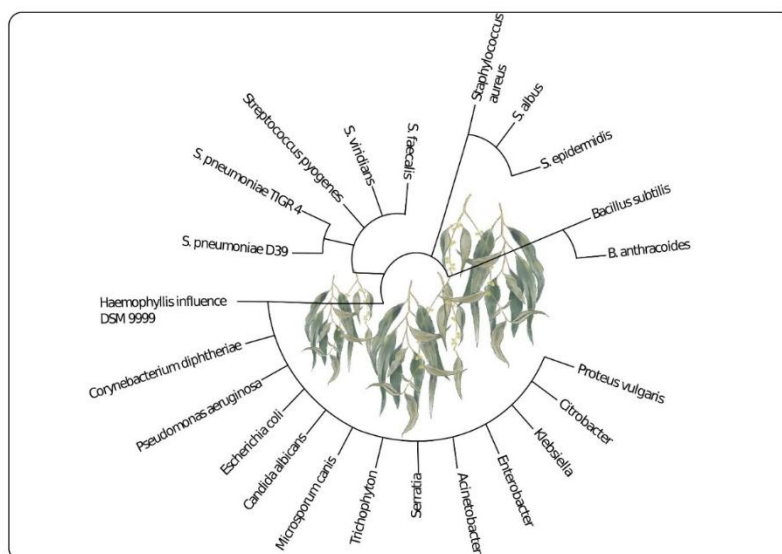 Staphylococcus
aureus
S. albus
S. epidermidis
Bacillus subtilis
B. anthracoides
S. faecalis
S. viridians
Streptococcus pyogenes
S. pneumoniae TIGR 4
S. pneumoniae D39
Haemophyllis influence
DSM 9999
Corynebacterium diphtheriae
Pseudomonas aeruginosa
Escherichia coli
Candida albicans
Microsporum canis
Trichophyton
Serratia
Acinetobacter
Enterobacter
Klebsiella
Citrobacter
Proteus vulgaris